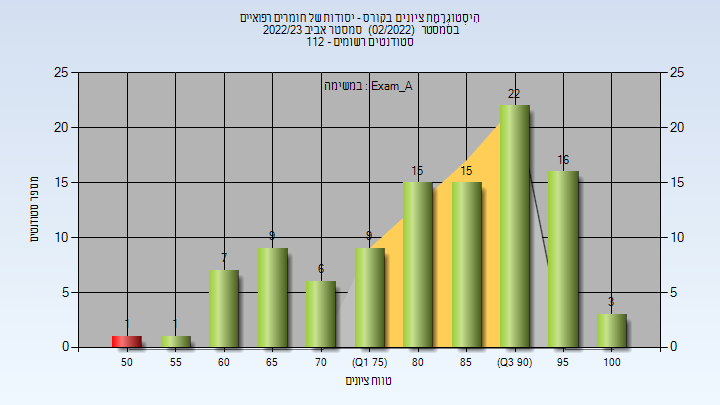 הִיסְטוֹגְרָמַת ציונים בקורס - יסודות של חומרים רפואיים
בסמסטר (02/2022) סמסטר אביב 2022/23
סטודנטים רשומים - 112
במשימה : Exam_A
25 25
20 20
15 15
10 10
5 5
0 0
1 1 7 9 6 9 15 15 22 16 3
50 55 60 65 70 (Q1 75) 80 85 (Q3 90) 95 100
מספר סטודנטים
טווח ציונים